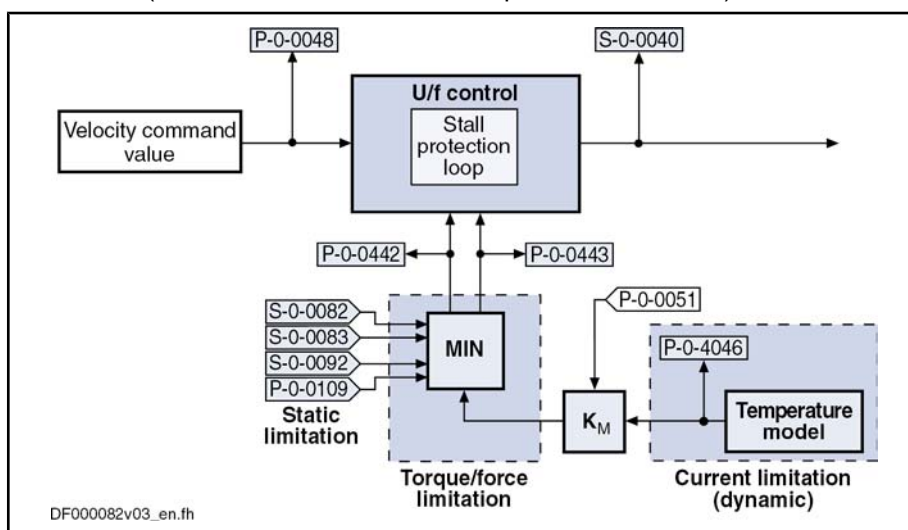 P-0-0048
S-0-0040
U/f control
Velocity command
value
Stall
protection
loop
P-0-0442
P-0-0443
S-0-0082
S-0-0083
S-0-0092
P-0-0109
Static
limitation
MIN
P-0-0051
P-0-4046
KM
Temperature
model
Torque/force
limitation
Current limitation
(dynamic)
DF000082v03_en.fh